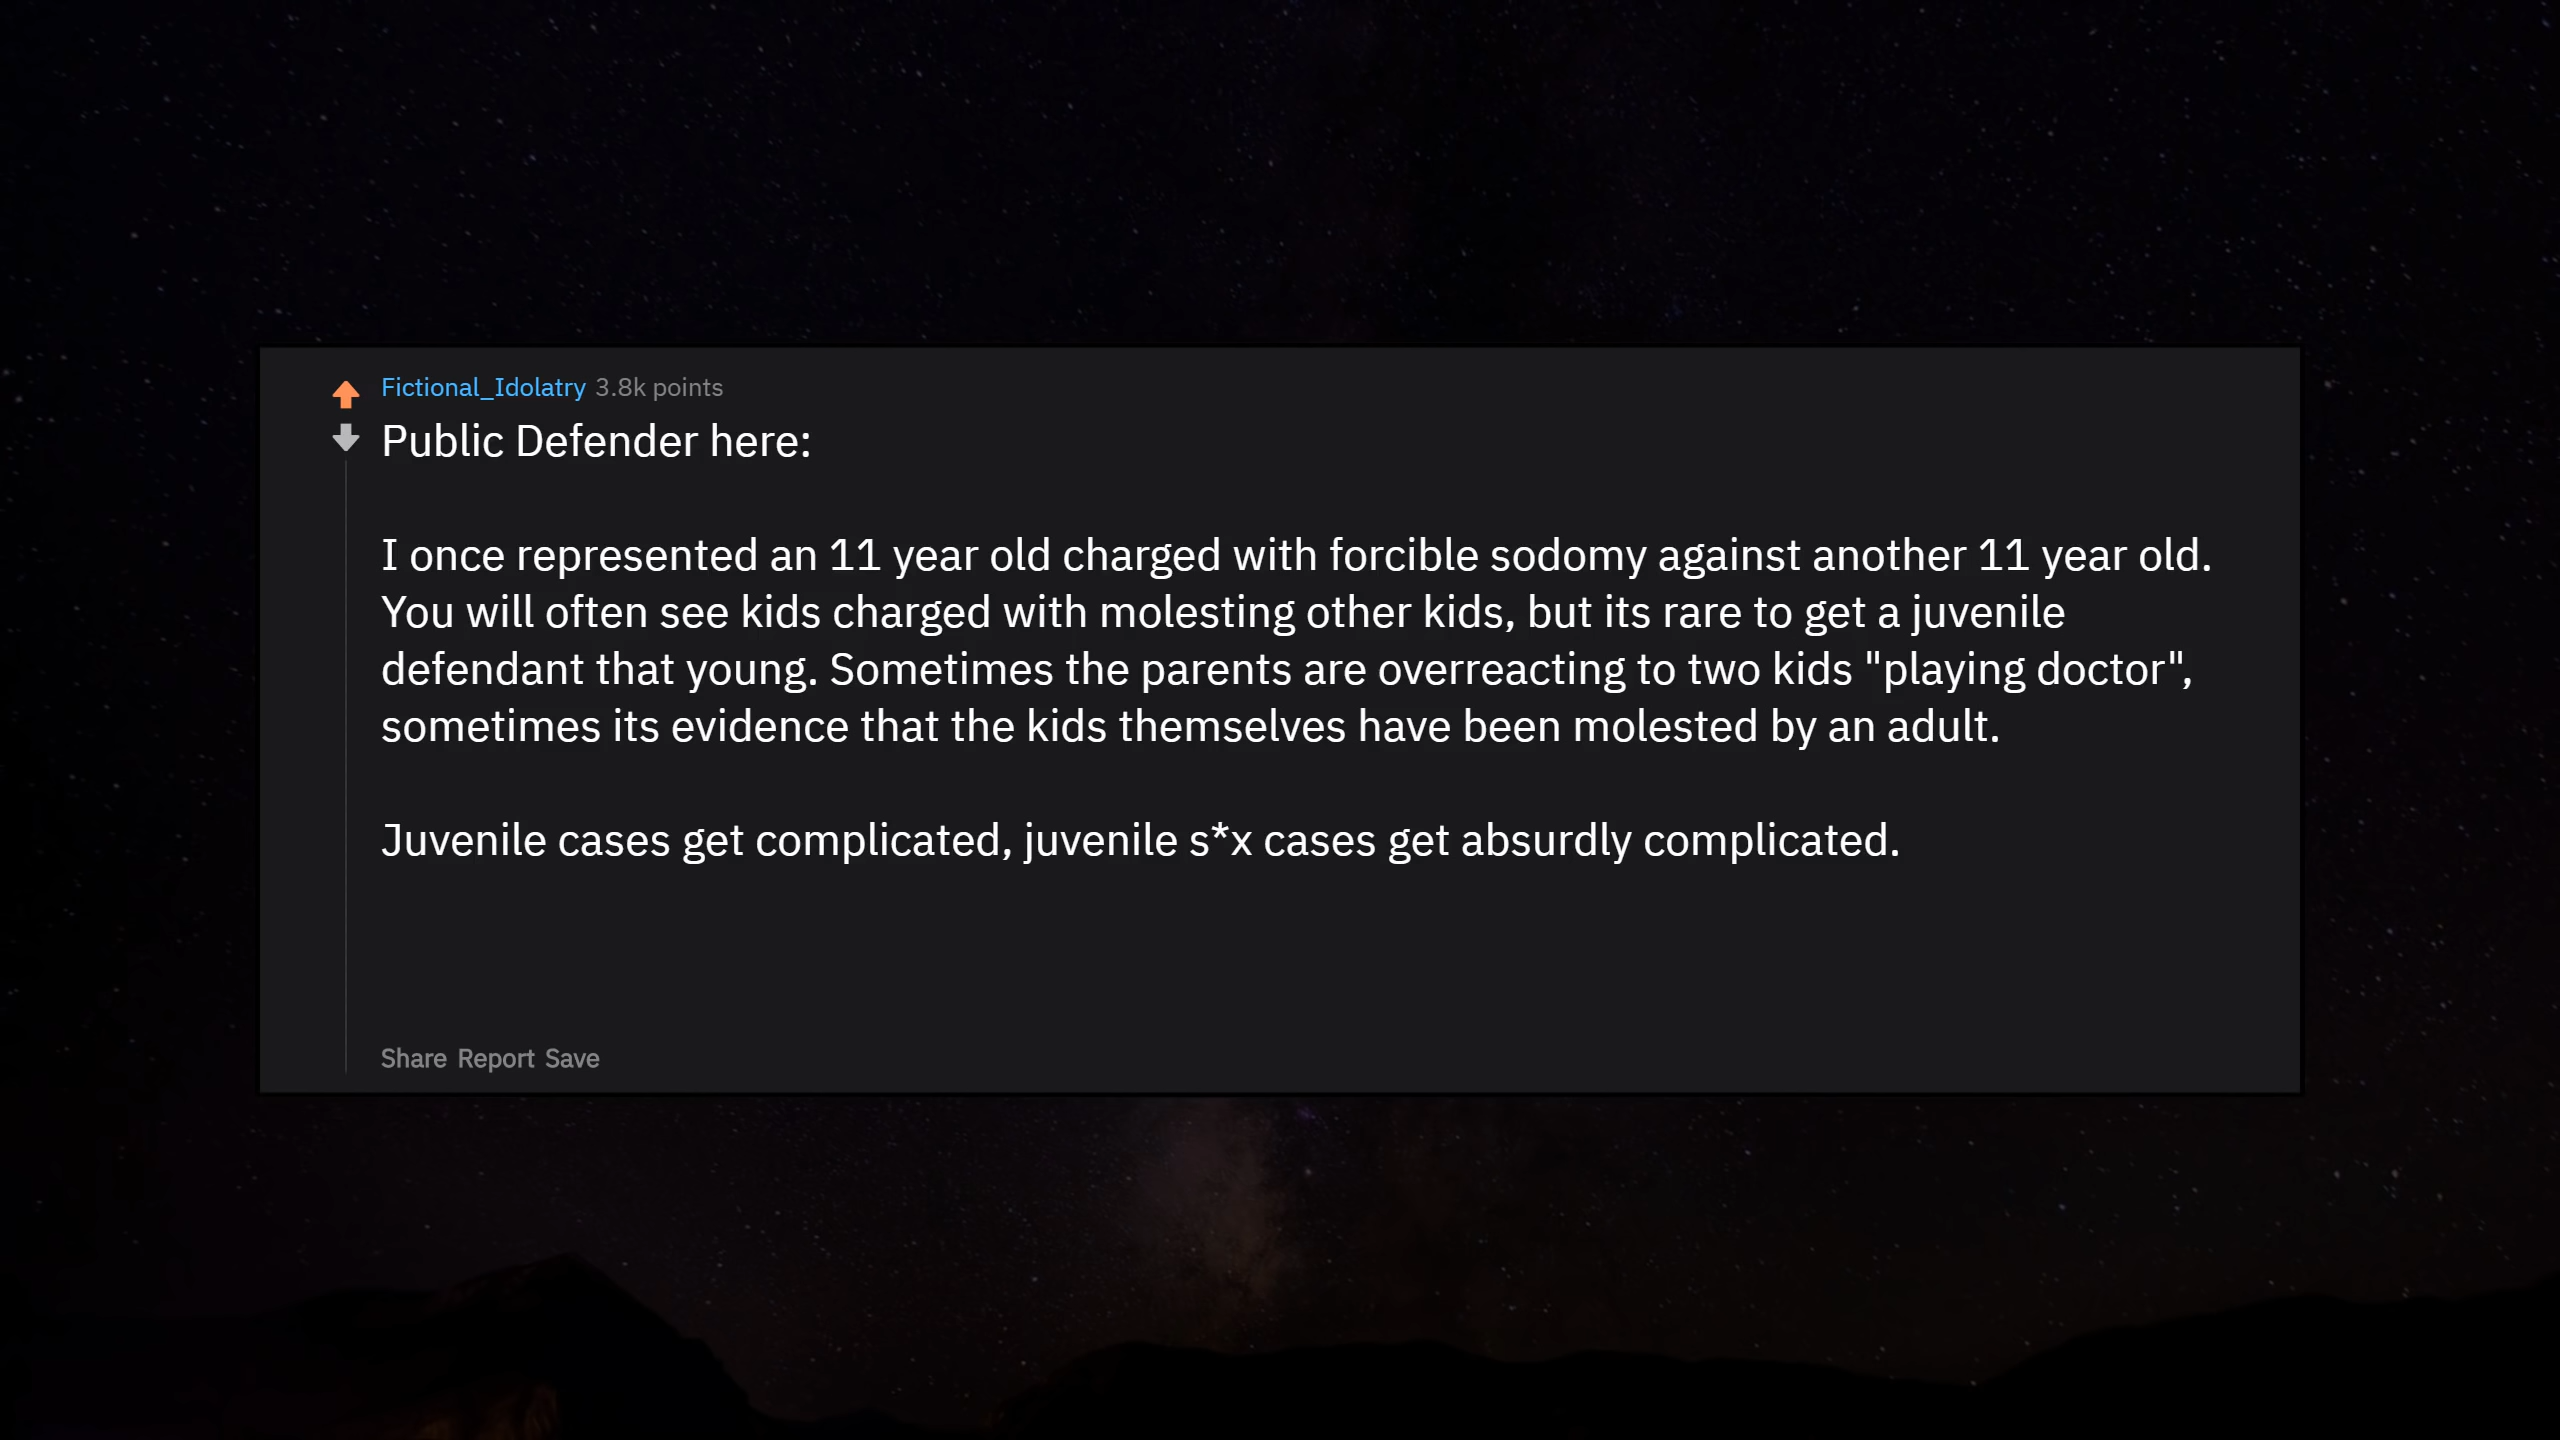 Fictional_Idolatry 3.8k points
Public Defender here:
I once represented an 11 year old charged with forcible sodomy against another 11 year old.
You will often see kids charged with molesting other kids, but its rare to get a juvenile
defendant that young. Sometimes the parents are overreacting to two kids "playing doctor",
sometimes its evidence that the kids themselves have been molested by an adult.
Juvenile cases get complicated, juvenile s*x cases get absurdly complicated.
Share Report Save